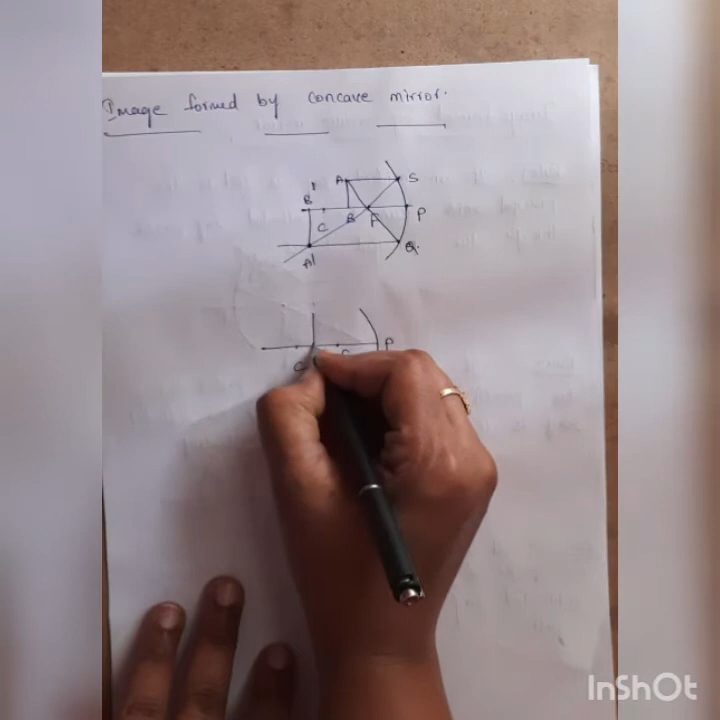 Image formed by concave mirror.
A S
B'
B F P
C
A' Q.
P
C
InShOt